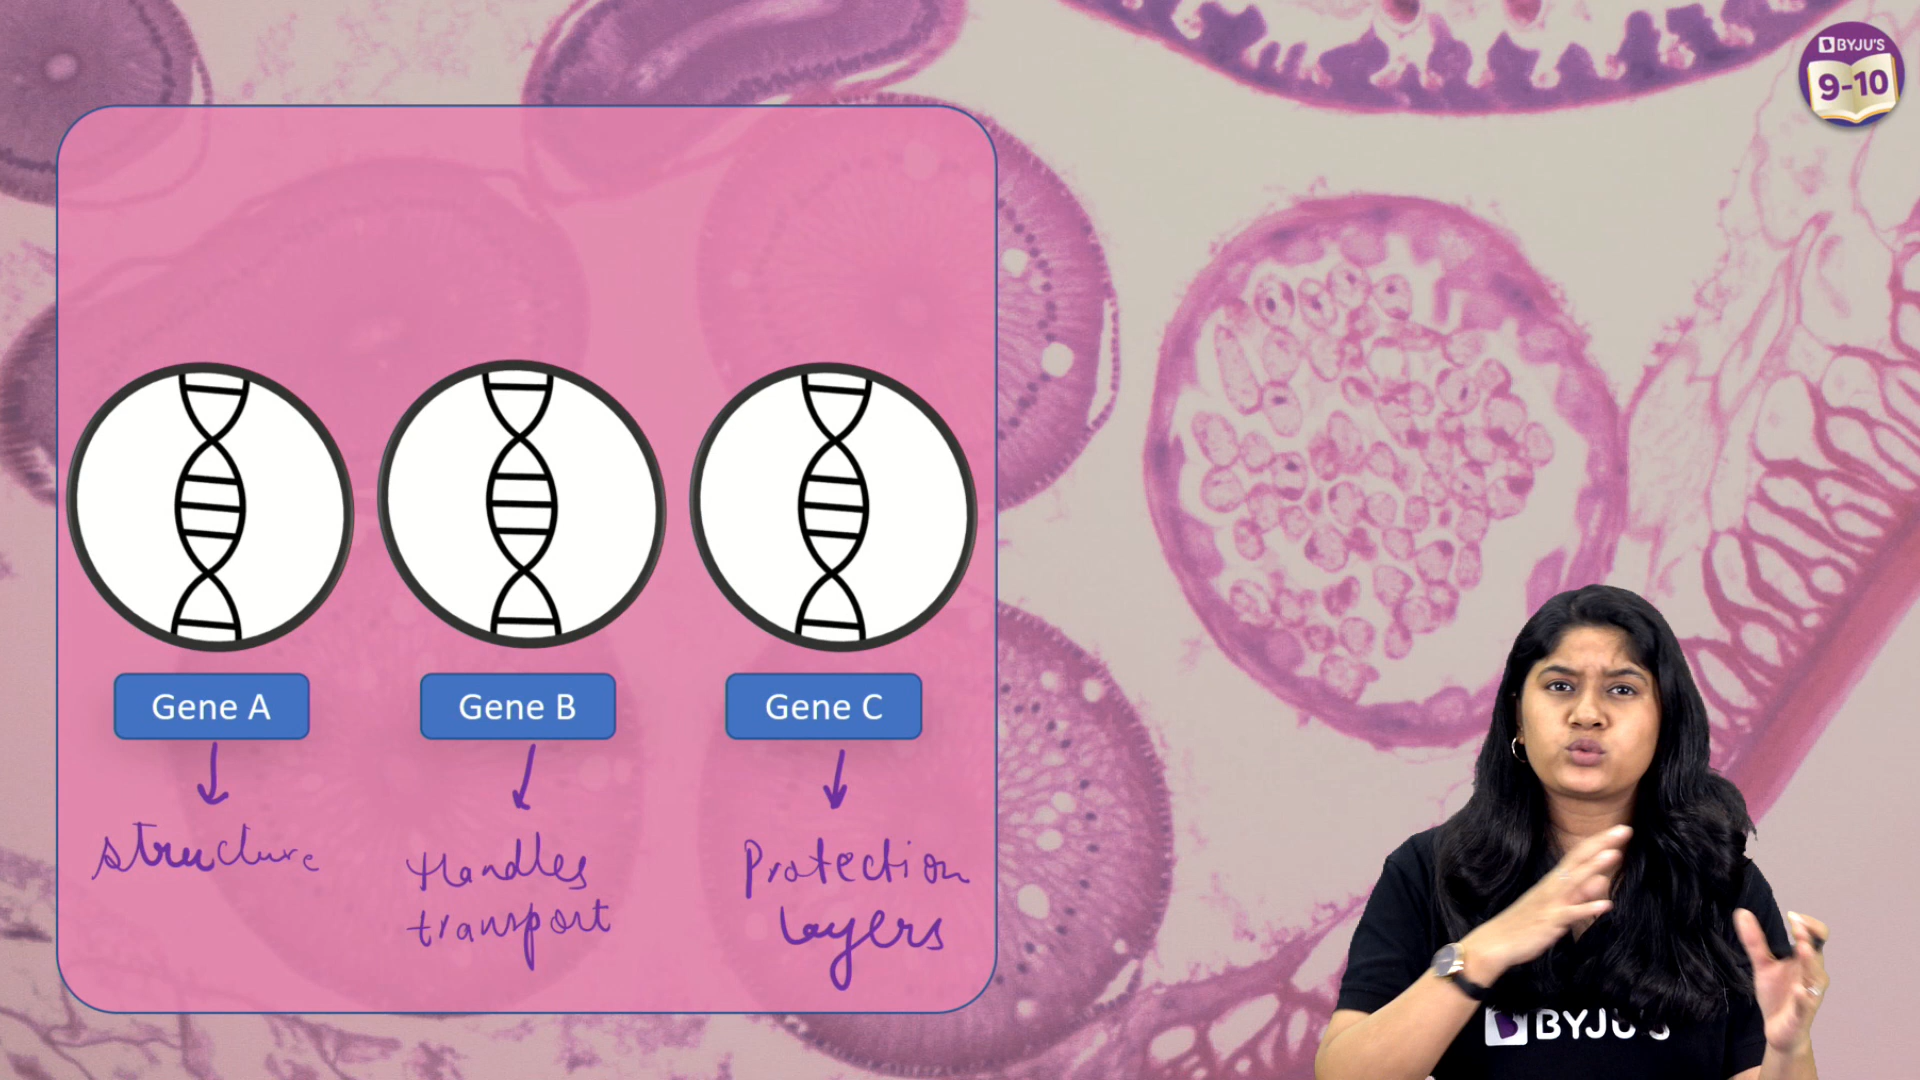 BYJU'S
9-10
Gene A
Gene B
Gene C
structure
Handles
transport
Protection
layers
BYJU'S